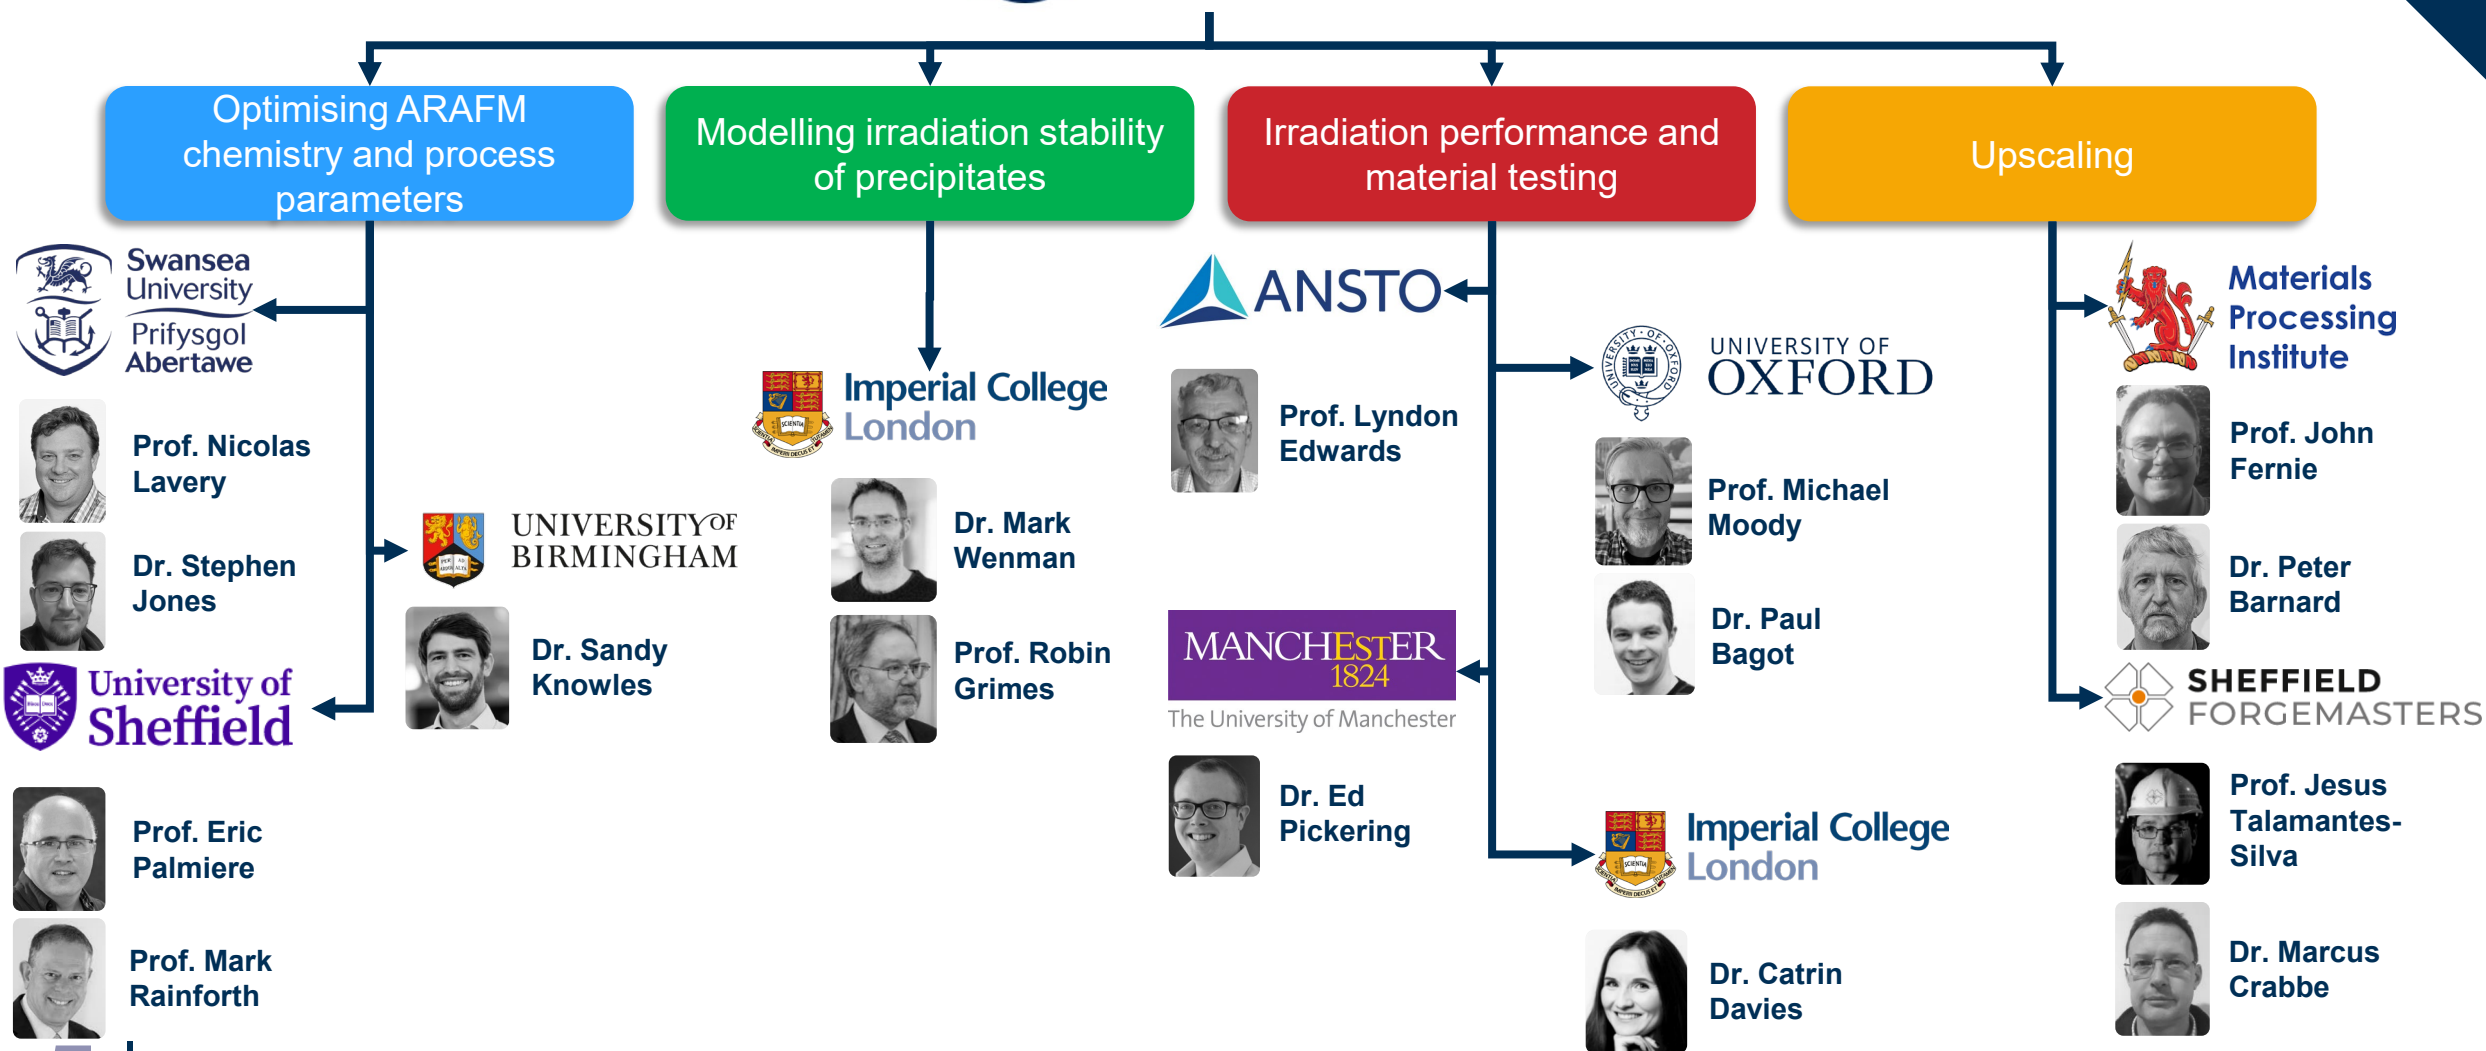 Optimising ARAFM
chemistry and process
parameters
Modelling irradiation stability
of precipitates
Irradiation performance and
material testing
Upscaling
Swansea
University
Prifysgol
Abertawe
Prof. Nicolas
Lavery
Dr. Stephen
Jones
University of
Sheffield
Prof. Eric
Palmiere
Prof. Mark
Rainforth
UNIVERSITY OF
BIRMINGHAM
Dr. Sandy
Knowles
Imperial College
London
Dr. Mark
Wenman
Prof. Robin
Grimes
ANSTO
Prof. Lyndon
Edwards
MANCHESTER
1824
The University of Manchester
Dr. Ed
Pickering
UNIVERSITY OF
OXFORD
Prof. Michael
Moody
Dr. Paul
Bagot
Imperial College
London
Dr. Catrin
Davies
Materials
Processing
Institute
Prof. John
Fernie
Dr. Peter
Barnard
SHEFFIELD
FORGEMASTERS
Prof. Jesus
Talamantes-
Silva
Dr. Marcus
Crabbe